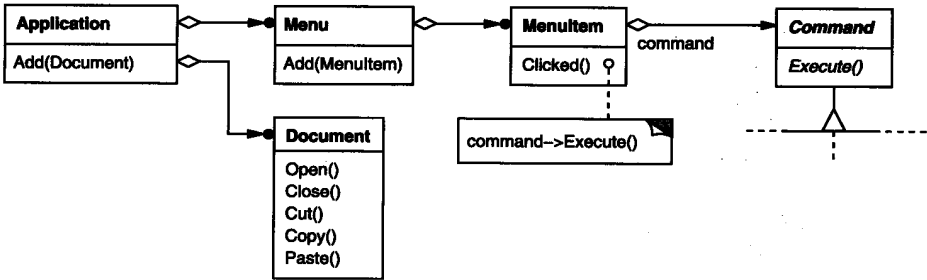 Application
Add(Document)
Menu
Add(MenuItem)
MenuItem
Clicked()
command
Command
Execute()
command->Execute()
Document
Open()
Close()
Cut()
Copy()
Paste()